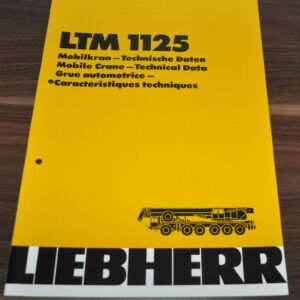 LTM 1125
Mobilkran – Technische Daten
Mobile Crane – Technical Data
Grue automotrice –
Caractéristiques techniques
LIEBHERR